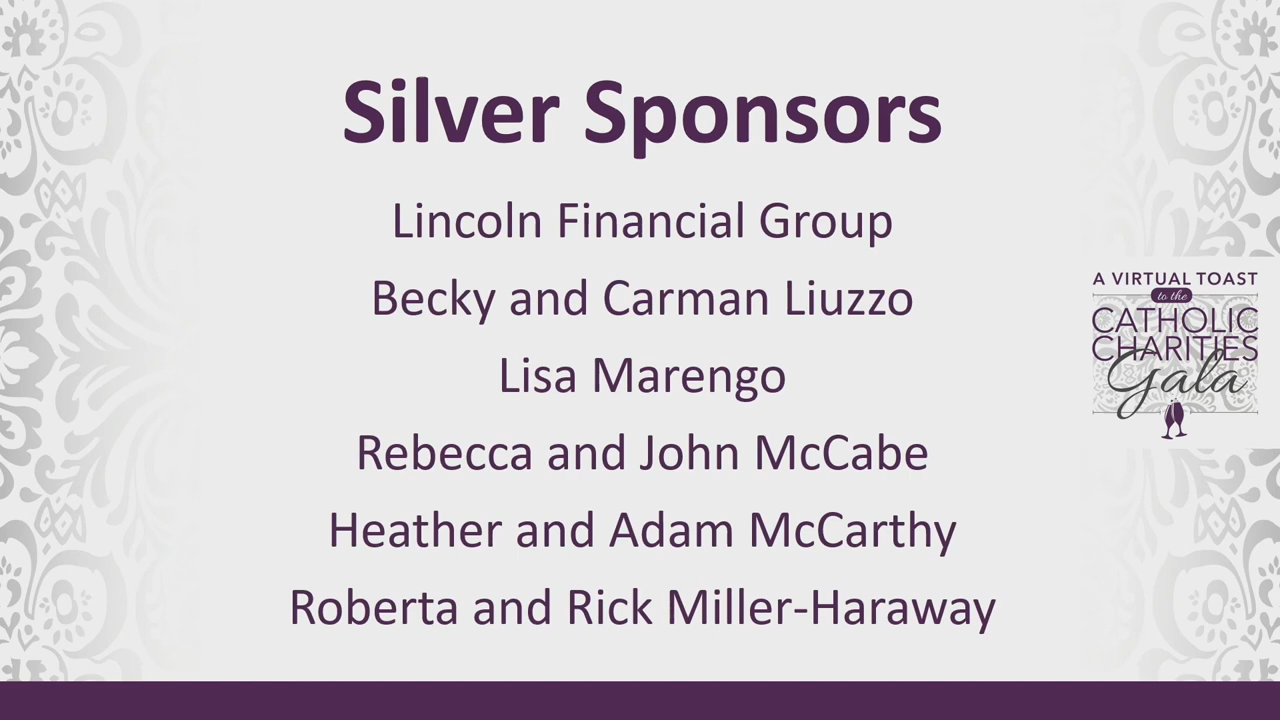 Silver Sponsors
Lincoln Financial Group
Becky and Carman Liuzzo
Lisa Marengo
Rebecca and John McCabe
Heather and Adam McCarthy
Roberta and Rick Miller-Haraway
A VIRTUAL TOAST
to the
CATHOLIC
CHARITIES
Gala